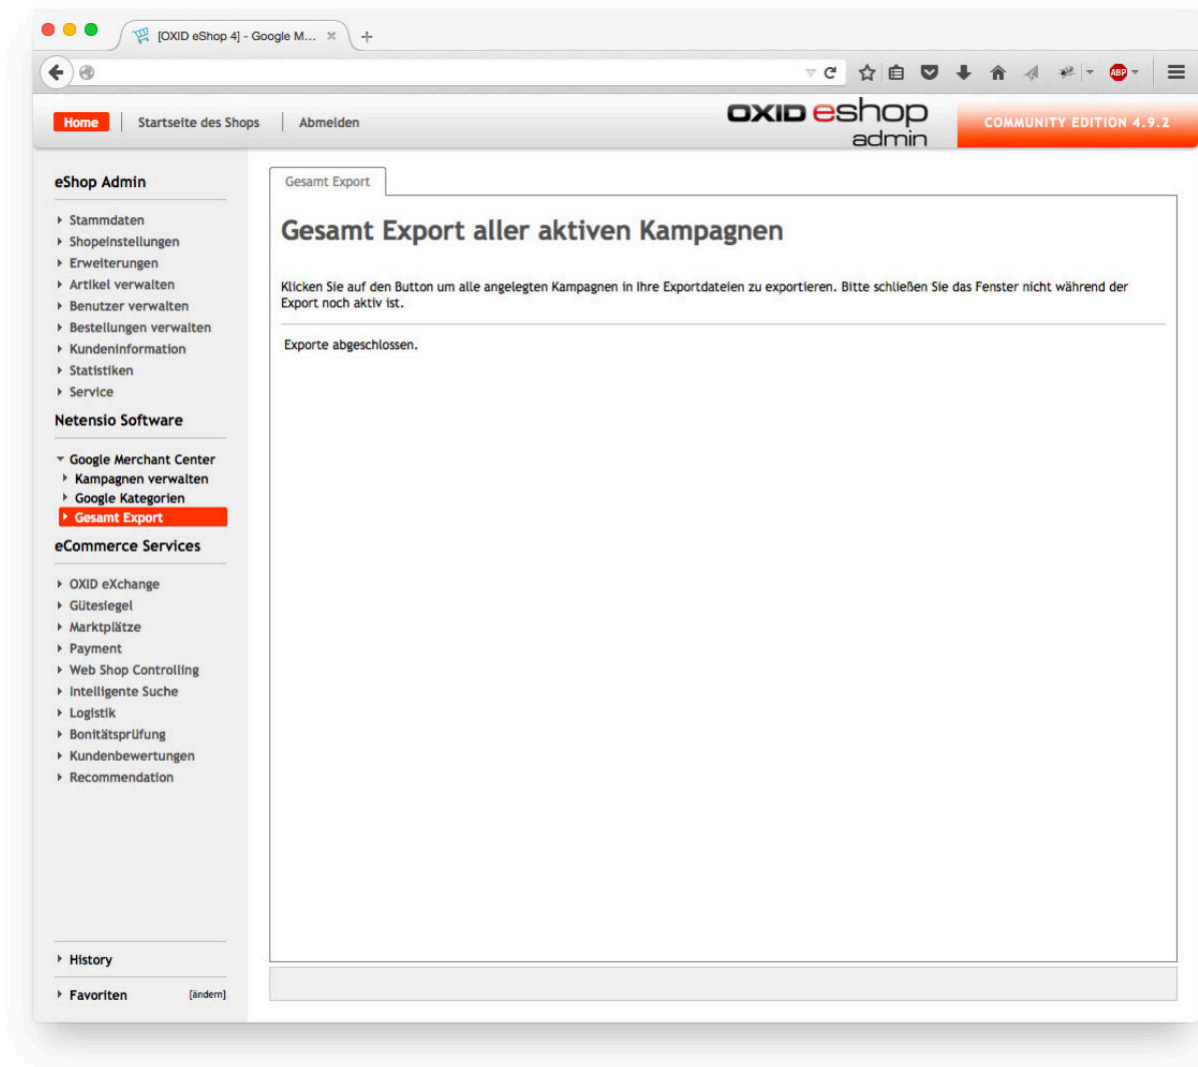 [OXID eShop 4] - Google M...
ABP
Home
Startseite des Shops
Abmelden
OXID eshop
admin
COMMUNITY EDITION 4.9.2
eShop Admin
Stammdaten
Shopeinstellungen
Erweiterungen
Artikel verwalten
Benutzer verwalten
Bestellungen verwalten
Kundeninformation
Statistiken
Service
Netensio Software
Google Merchant Center
Kampagnen verwalten
Google Kategorien
Gesamt Export
eCommerce Services
OXID eXchange
Gütesiegel
Marktplätze
Payment
Web Shop Controlling
Intelligente Suche
Logistik
Bonitätsprüfung
Kundenbewertungen
Recommendation
History
Favoriten [ändern]
Gesamt Export
Gesamt Export aller aktiven Kampagnen
Klicken Sie auf den Button um alle angelegten Kampagnen in Ihre Exportdateien zu exportieren. Bitte schließen Sie das Fenster nicht während der
Export noch aktiv ist.
Exporte abgeschlossen.